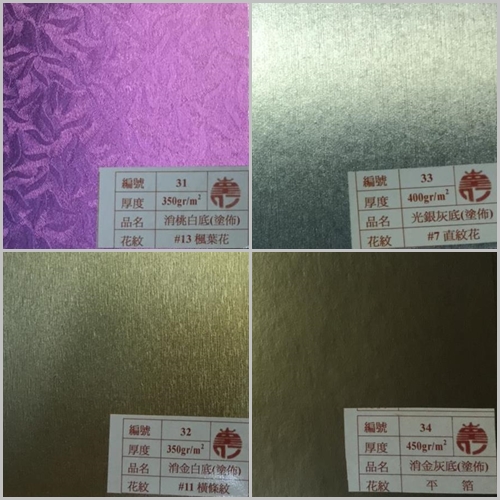 編號 31
厚度 350gr/m²
品名 消桃白底(塗佈)
花紋 #13 楓葉花
編號 33
厚度 400gr/m²
品名 光銀灰底(塗佈)
花紋 #7 直紋花
編號 32
厚度 350gr/m²
品名 消金白底(塗佈)
花紋 #11 橫條紋
編號 34
厚度 450gr/m²
品名 消金灰底(塗佈)
花紋 平 箔